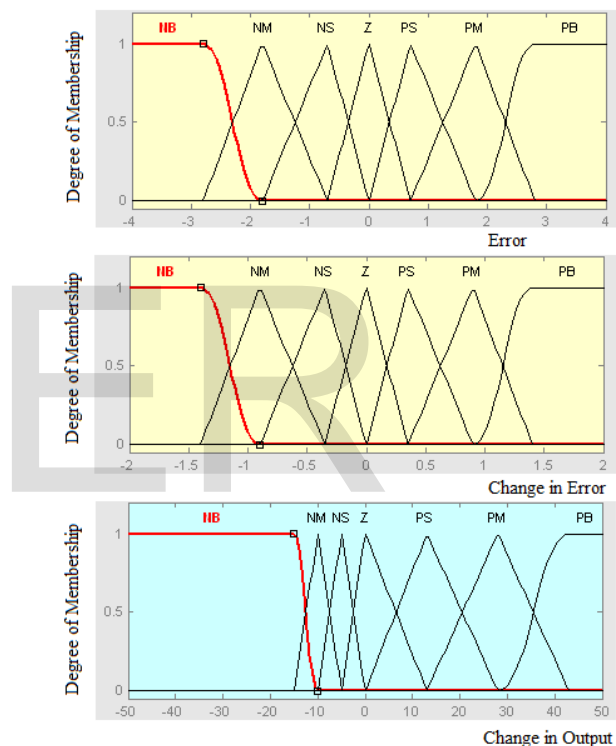 NB NM NS Z PS PM PB
1
0.5
0
Degree of Membership
-4 -3 -2 -1 0 1 2 3 4
Error
NB NM NS Z PS PM PB
1
0.5
0
Degree of Membership
-2 -1.5 -1 -0.5 0 0.5 1 1.5 2
Change in Error
ER
NB NM NS Z PS PM PB
1
0.5
0
Degree of Membership
-50 -40 -30 -20 -10 0 10 20 30 40 50
Change in Output